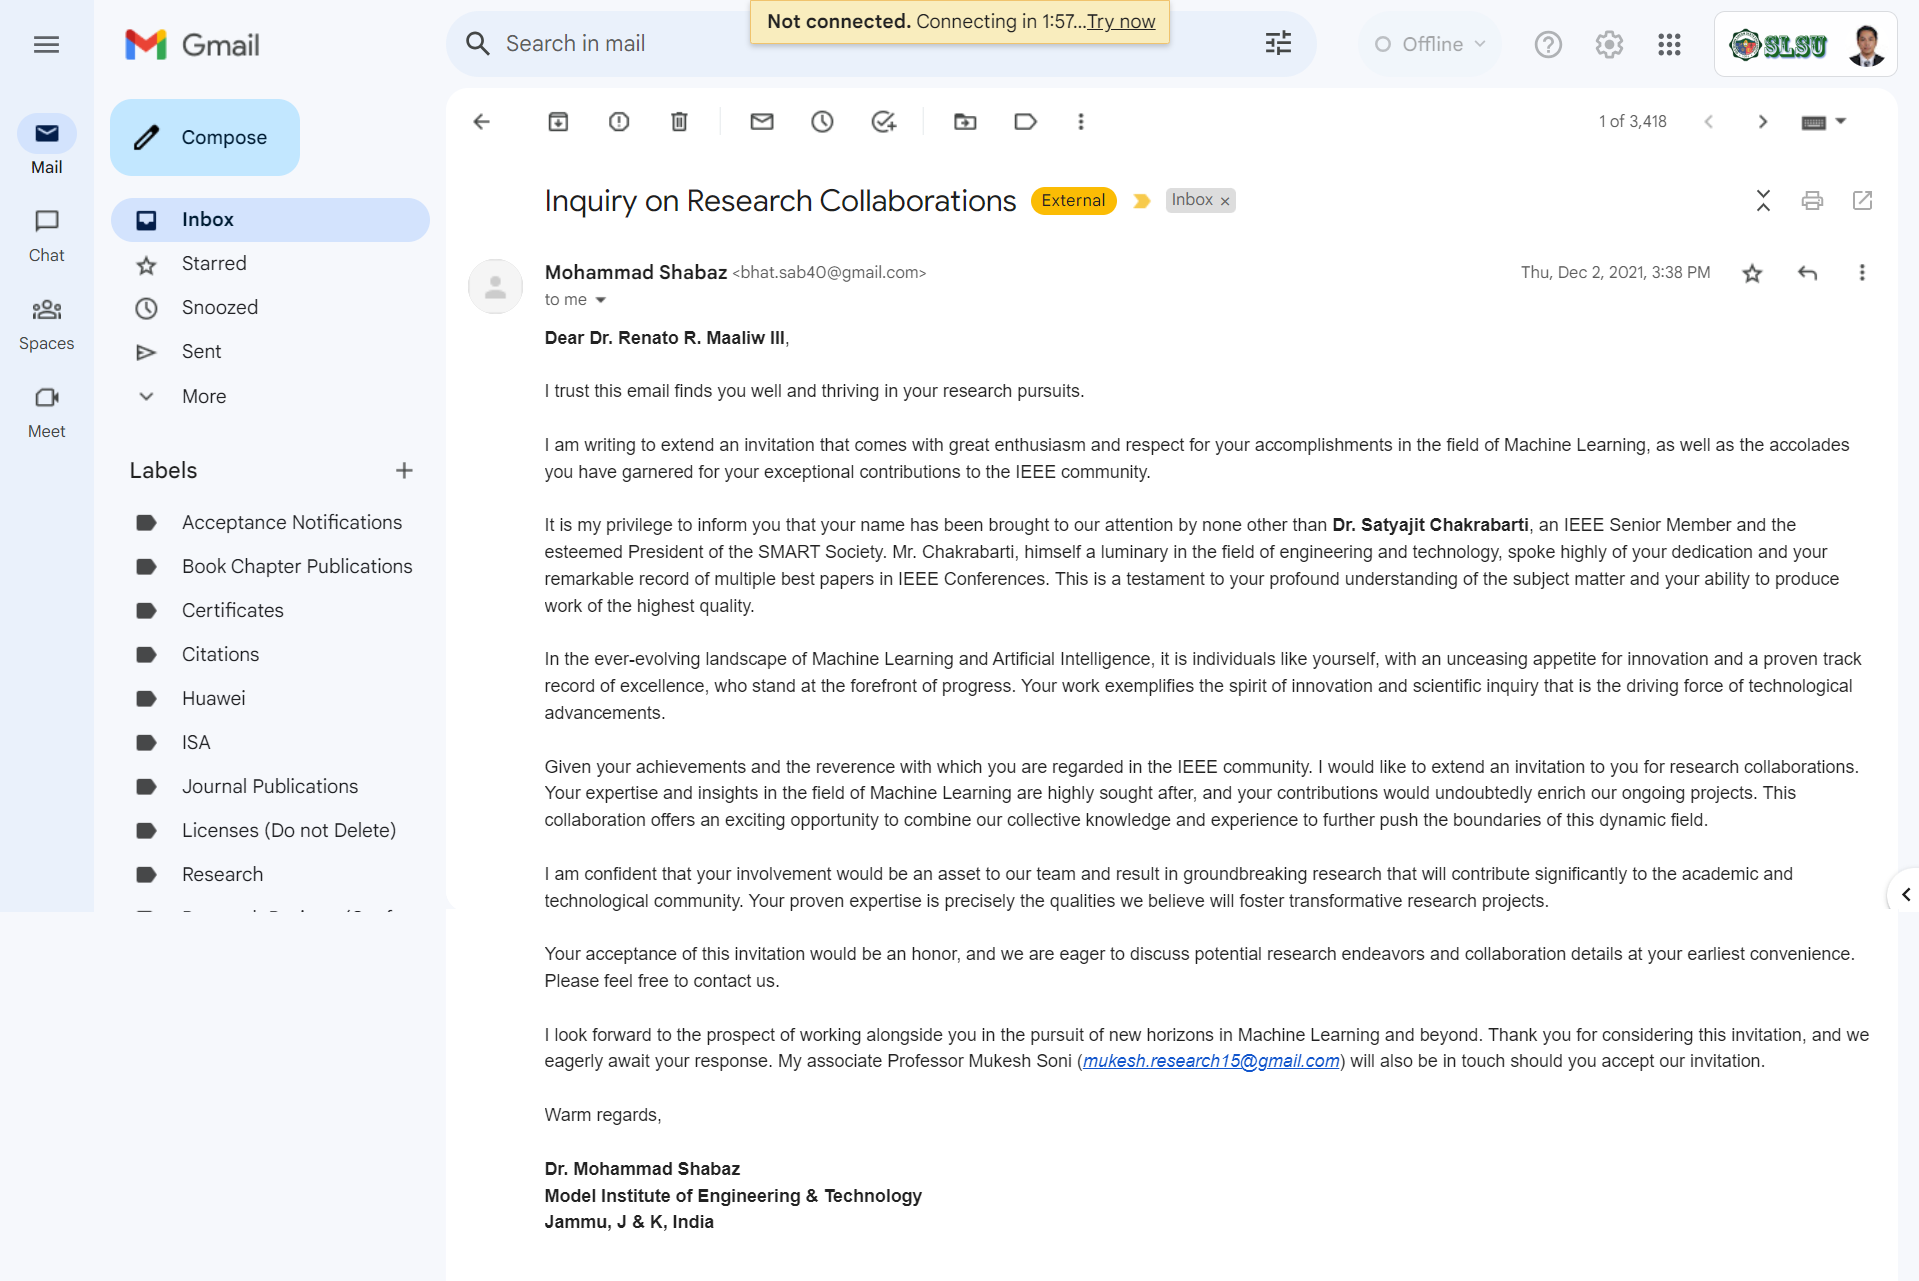 Not connected. Connecting in 1:57...Try now
Gmail
Search in mail
Offline
SLSU
Compose
Mail
Chat
Spaces
Meet
Inbox
Starred
Snoozed
Sent
More
Labels
Acceptance Notifications
Book Chapter Publications
Certificates
Citations
Huawei
ISA
Journal Publications
Licenses (Do not Delete)
Research
1 of 3,418
Inquiry on Research Collaborations External Inbox x
Mohammad Shabaz <bhat.sab40@gmail.com>
Thu, Dec 2, 2021, 3:38 PM
to me
Dear Dr. Renato R. Maaliw III,
I trust this email finds you well and thriving in your research pursuits.
I am writing to extend an invitation that comes with great enthusiasm and respect for your accomplishments in the field of Machine Learning, as well as the accolades
you have garnered for your exceptional contributions to the IEEE community.
It is my privilege to inform you that your name has been brought to our attention by none other than Dr. Satyajit Chakrabarti, an IEEE Senior Member and the
esteemed President of the SMART Society. Mr. Chakrabarti, himself a luminary in the field of engineering and technology, spoke highly of your dedication and your
remarkable record of multiple best papers in IEEE Conferences. This is a testament to your profound understanding of the subject matter and your ability to produce
work of the highest quality.
In the ever-evolving landscape of Machine Learning and Artificial Intelligence, it is individuals like yourself, with an unceasing appetite for innovation and a proven track
record of excellence, who stand at the forefront of progress. Your work exemplifies the spirit of innovation and scientific inquiry that is the driving force of technological
advancements.
Given your achievements and the reverence with which you are regarded in the IEEE community. I would like to extend an invitation to you for research collaborations.
Your expertise and insights in the field of Machine Learning are highly sought after, and your contributions would undoubtedly enrich our ongoing projects. This
collaboration offers an exciting opportunity to combine our collective knowledge and experience to further push the boundaries of this dynamic field.
I am confident that your involvement would be an asset to our team and result in groundbreaking research that will contribute significantly to the academic and
technological community. Your proven expertise is precisely the qualities we believe will foster transformative research projects.
Your acceptance of this invitation would be an honor, and we are eager to discuss potential research endeavors and collaboration details at your earliest convenience.
Please feel free to contact us.
I look forward to the prospect of working alongside you in the pursuit of new horizons in Machine Learning and beyond. Thank you for considering this invitation, and we
eagerly await your response. My associate Professor Mukesh Soni (mukesh.research15@gmail.com) will also be in touch should you accept our invitation.
Warm regards,
Dr. Mohammad Shabaz
Model Institute of Engineering & Technology
Jammu, J & K, India